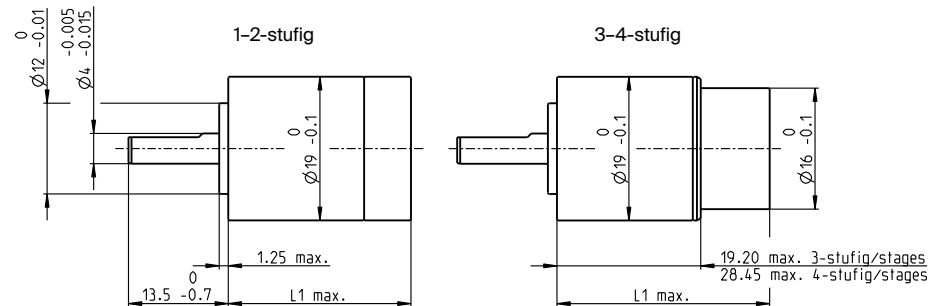 1–2-stufig
3–4-stufig
0
Ø12 -0.01
-0.005
Ø4 -0.015
0
Ø19 -0.1
0
Ø19 -0.1
0
Ø16 -0.1
1.25 max.
0
13.5 -0.7
L1 max.
19.20 max. 3-stufig/stages
28.45 max. 4-stufig/stages
L1 max.